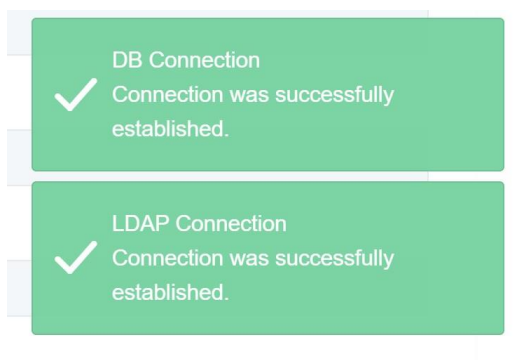 DB Connection
Connection was successfully
established.
LDAP Connection
Connection was successfully
established.